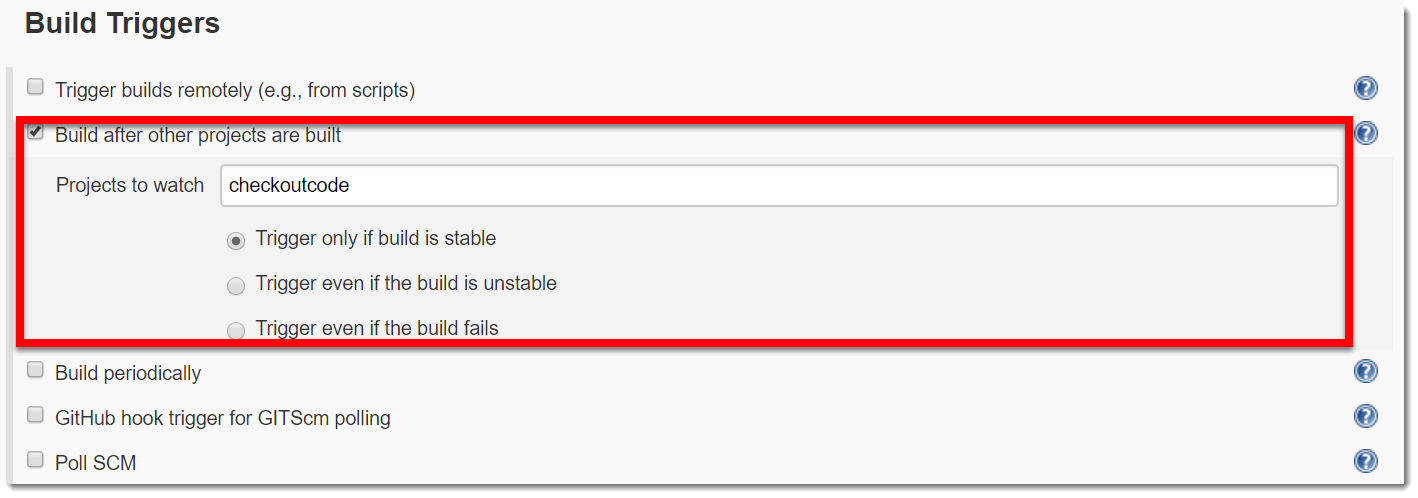 Build Triggers
Trigger builds remotely (e.g., from scripts)
Build after other projects are built
Projects to watch checkoutcode
Trigger only if build is stable
Trigger even if the build is unstable
Trigger even if the build fails
Build periodically
GitHub hook trigger for GITScm polling
Poll SCM